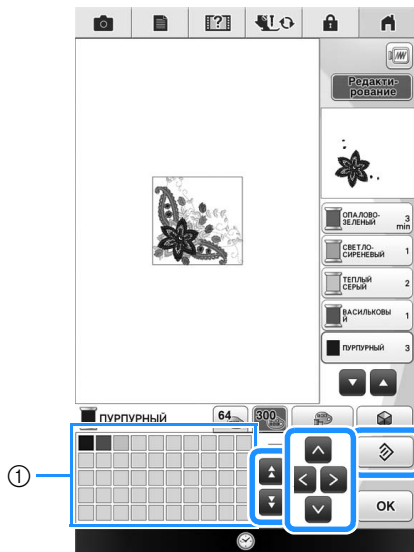 Редакти-
рование
ОПАЛОВО-
ЗЕЛЕНЫЙ 3
min
СВЕТЛО-
СИРЕНЕВЫЙ 1
ТЕПЛЫЙ
СЕРЫЙ 2
ВАСИЛЬКОВЫ
Й 1
ПУРПУРНЫЙ 3
ПУРПУРНЫЙ 64 300
①
OK